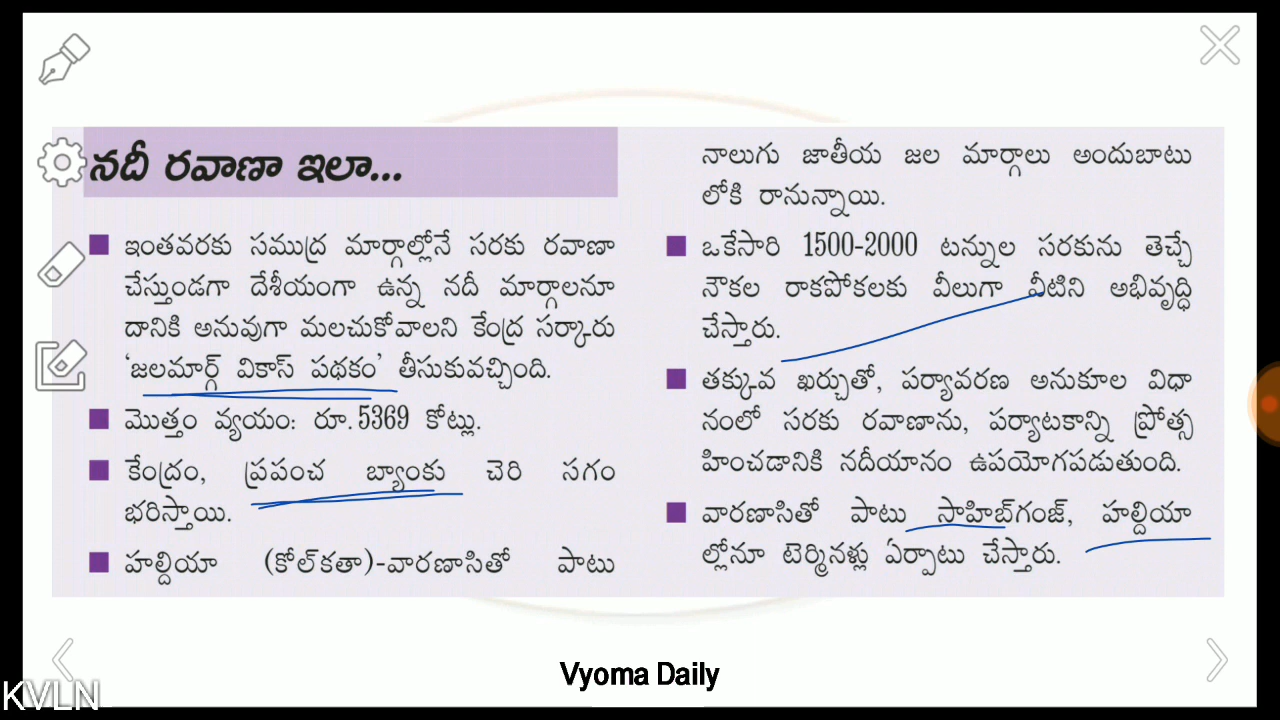 నదీ రవాణా ఇలా...
ఇంతవరకు సముద్ర మార్గాల్లోనే సరకు రవాణా
చేస్తుండగా దేశీయంగా ఉన్న నదీ మార్గాలనూ
దానికి అనువుగా మలచుకోవాలని కేంద్ర సర్కారు
‘జలమార్గ్ వికాస్ పథకం’ తీసుకువచ్చింది.
మొత్తం వ్యయం: రూ.5369 కోట్లు.
కేంద్రం, ప్రపంచ బ్యాంకు చెరి సగం
భరిస్తాయి.
హల్దియా (కోల్‌కతా)-వారణాసితో పాటు
నాలుగు జాతీయ జల మార్గాలు అందుబాటు
లోకి రానున్నాయి.
ఒకేసారి 1500-2000 టన్నుల సరకును తెచ్చే
నౌకల రాకపోకలకు వీలుగా వీటిని అభివృద్ధి
చేస్తారు.
తక్కువ ఖర్చుతో, పర్యావరణ అనుకూల విధా
నంలో సరకు రవాణాను, పర్యాటకాన్ని ప్రోత్స
హించడానికి నదీయానం ఉపయోగపడుతుంది.
వారణాసితో పాటు సాహిబ్‌గంజ్, హల్దియా
ల్లోనూ టెర్మినళ్లు ఏర్పాటు చేస్తారు.
Vyoma Daily
KVLN